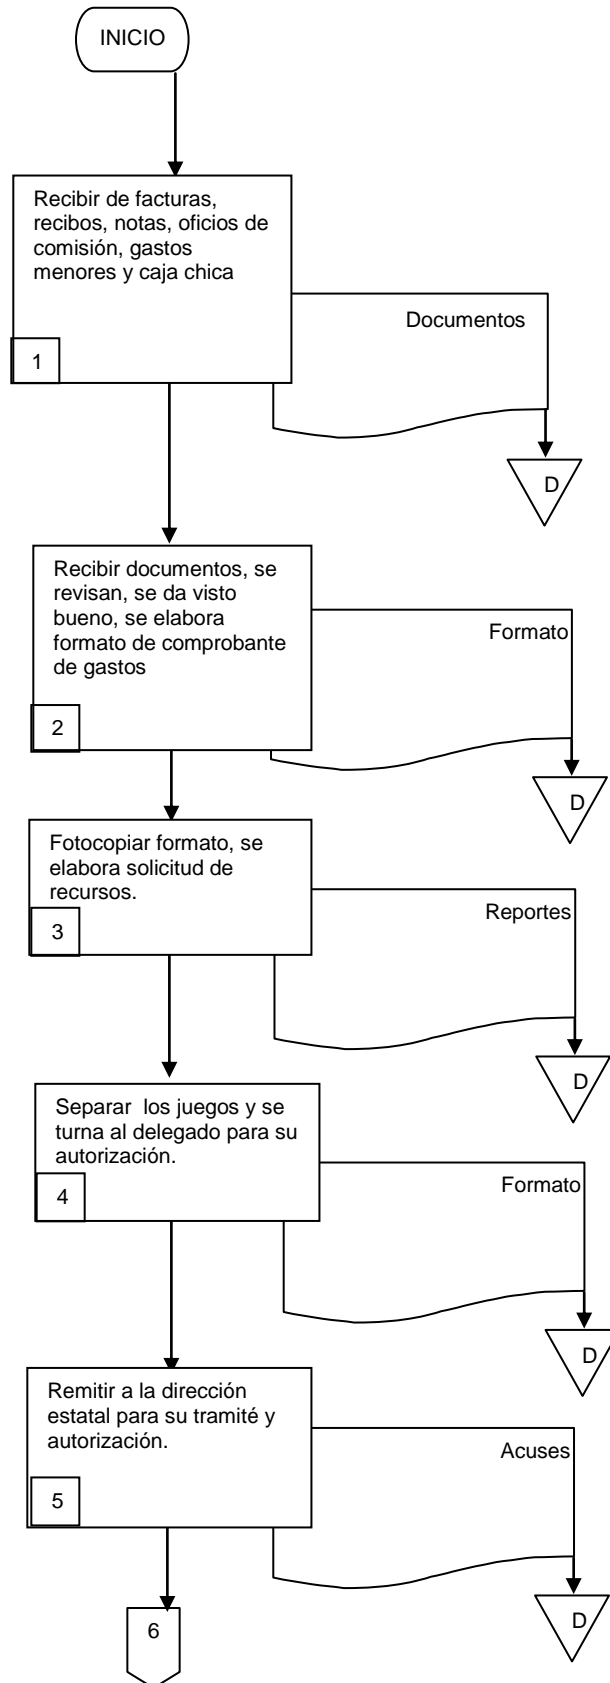 INICIO
Recibir de facturas,
recibos, notas, oficios de
comisión, gastos
menores y caja chica
1
Documentos
D
Recibir documentos, se
revisan, se da visto
bueno, se elabora
formato de comprobante
de gastos
2
Formato
D
Fotocopiar formato, se
elabora solicitud de
recursos.
3
Reportes
D
Separar los juegos y se
turna al delegado para su
autorización.
4
Formato
D
Remitir a la dirección
estatal para su tramité y
autorización.
5
Acuses
D
6